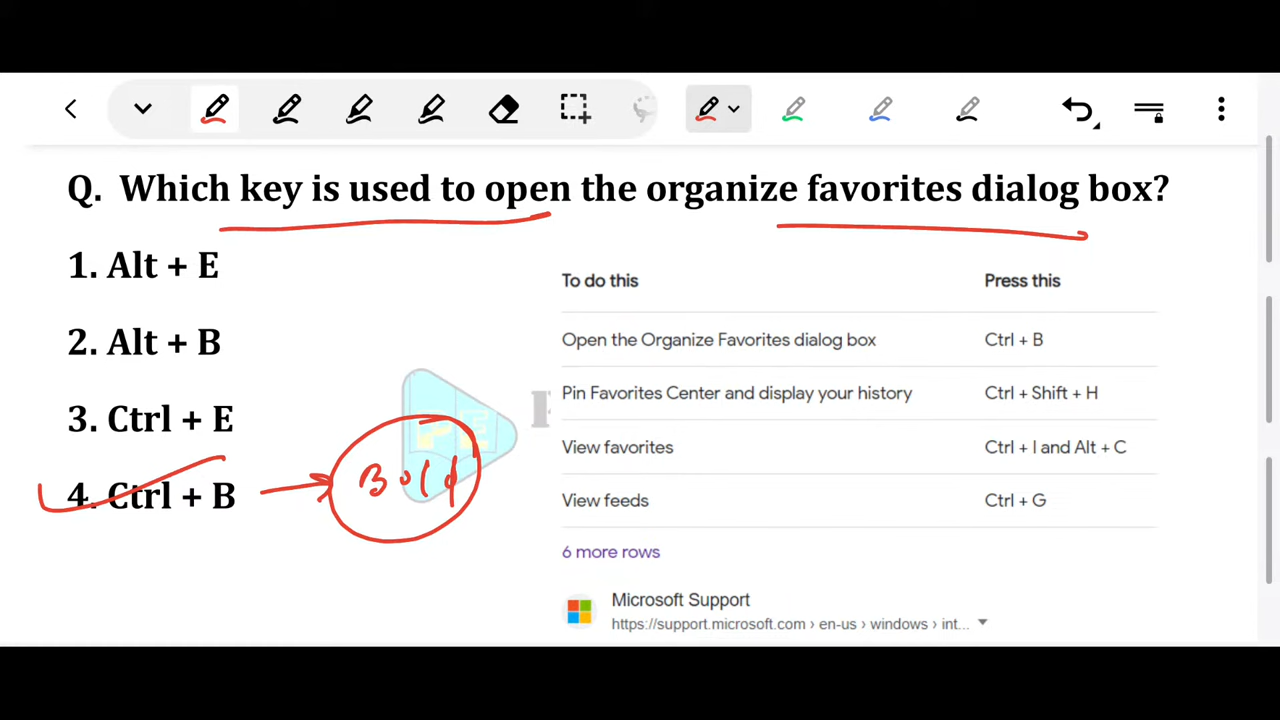 Q. Which key is used to open the organize favorites dialog box?
1. Alt + E
2. Alt + B
3. Ctrl + E
4. Ctrl + B
Bold
To do this Press this
Open the Organize Favorites dialog box Ctrl + B
Pin Favorites Center and display your history Ctrl + Shift + H
View favorites Ctrl + I and Alt + C
View feeds Ctrl + G
6 more rows
Microsoft Support
https://support.microsoft.com › en-us › windows › int...